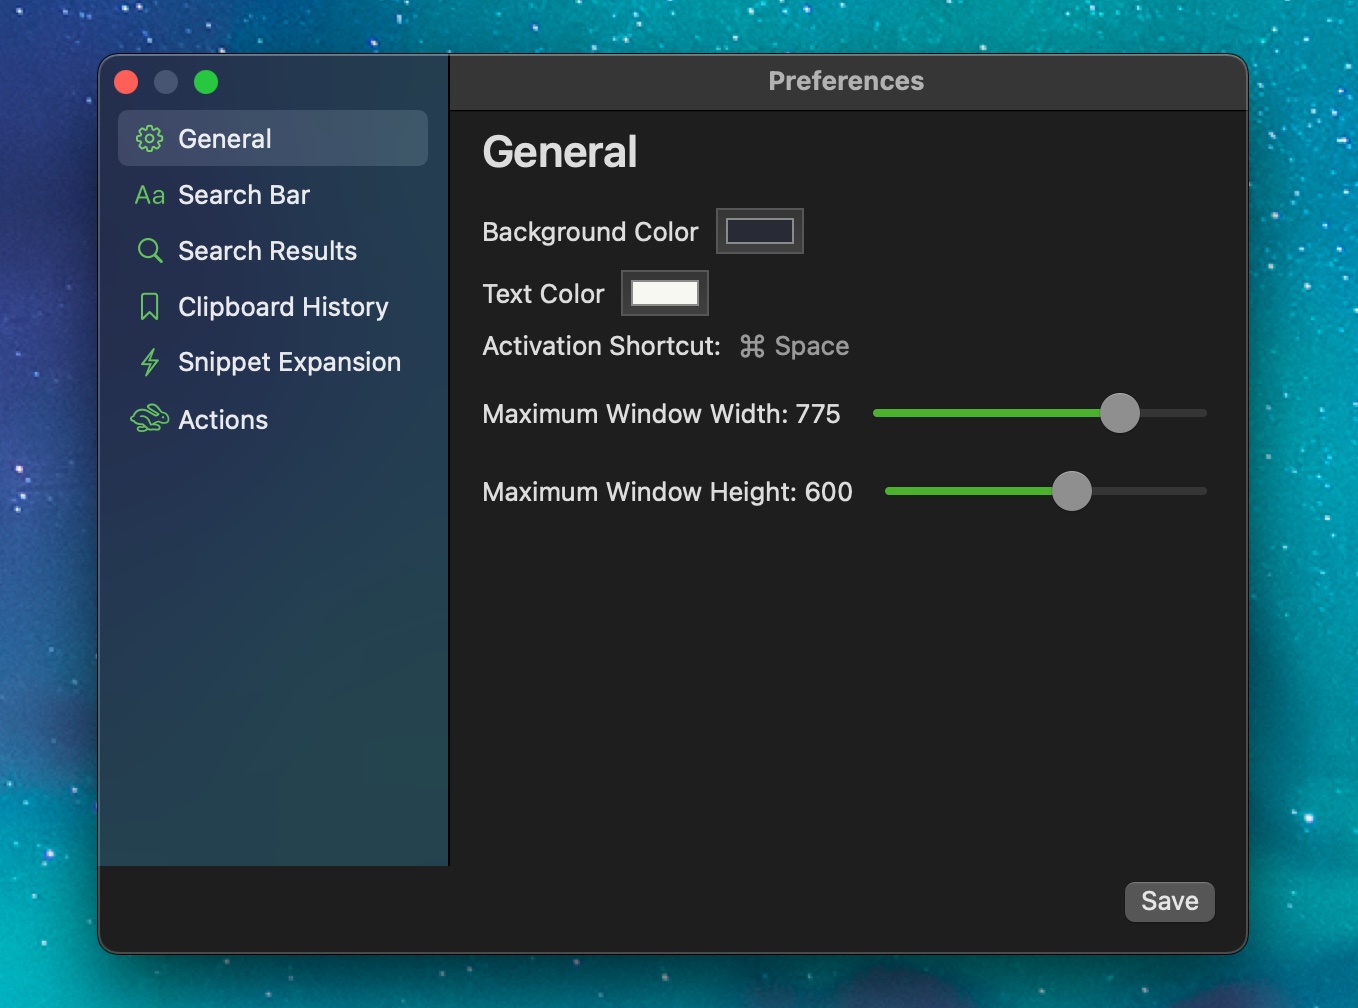 Preferences
General
Aa Search Bar
Search Results
Clipboard History
Snippet Expansion
Actions
General
Background Color
Text Color
Activation Shortcut: ⌘ Space
Maximum Window Width: 775
Maximum Window Height: 600
Save